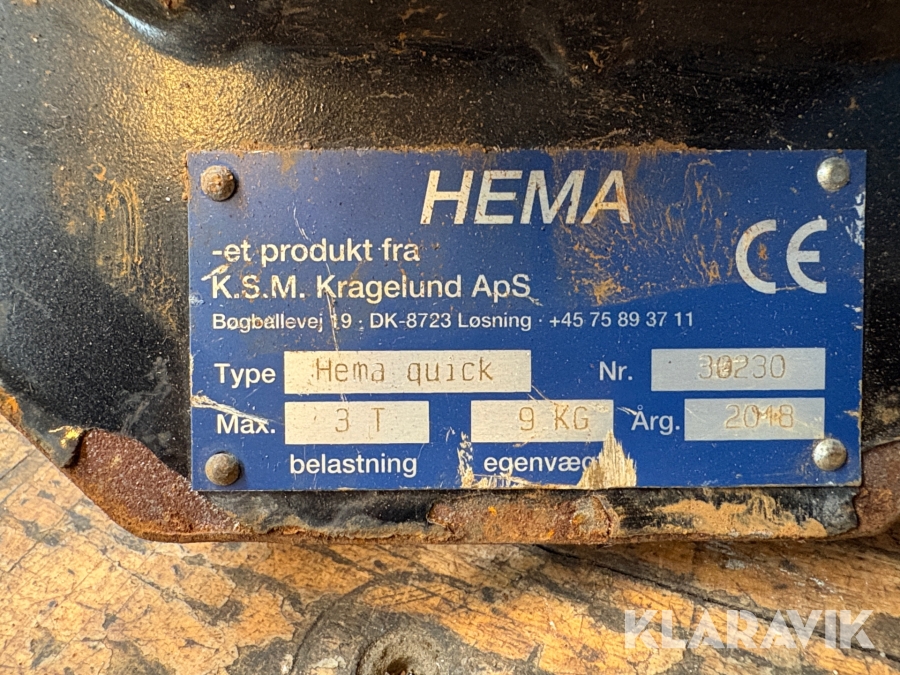 HEMA
-et produkt fra
K.S.M. Kragelund ApS
CE
Bøgballevej 19 · DK-8723 Løsning · +45 75 89 37 11
Type Hema quick Nr. 30230
Max. 3 T 9 KG Årg. 2018
belastning
KLARAVIK